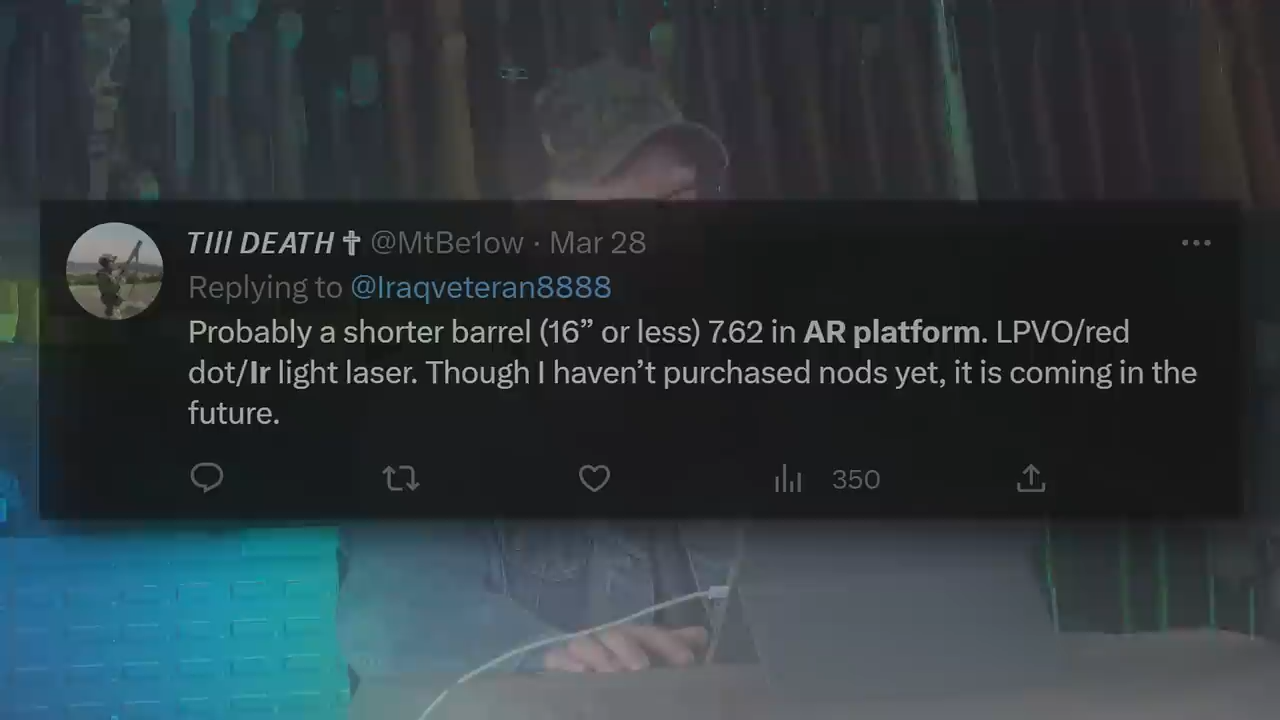 TIll DEATH ✝ @MtBe1ow · Mar 28
Replying to @Iraqveteran8888
Probably a shorter barrel (16” or less) 7.62 in AR platform. LPVO/red
dot/Ir light laser. Though I haven’t purchased nods yet, it is coming in the
future.
350